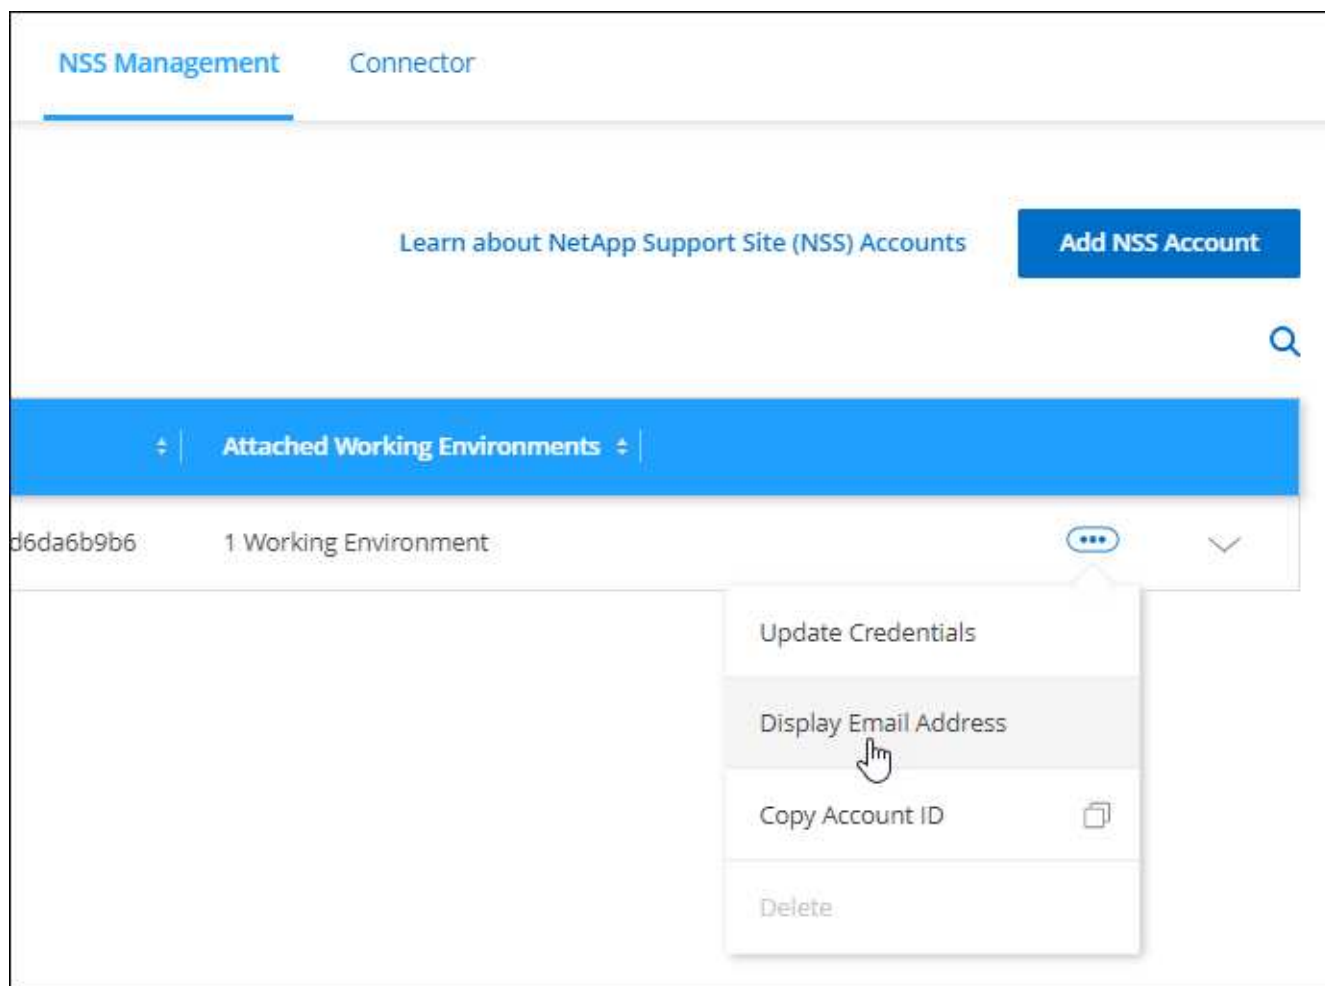 NSS Management
Connector
Learn about NetApp Support Site (NSS) Accounts
Add NSS Account
Attached Working Environments
d6da6b9b6
1 Working Environment
Update Credentials
Display Email Address
Copy Account ID
Delete